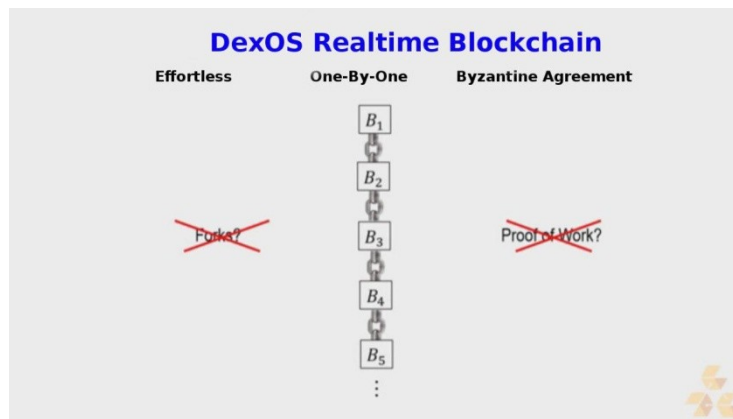 DexOS Realtime Blockchain
Effortless One-By-One Byzantine Agreement
B₁
B₂
Forks? B₃ Proof of Work?
B₄
B₅
⋮